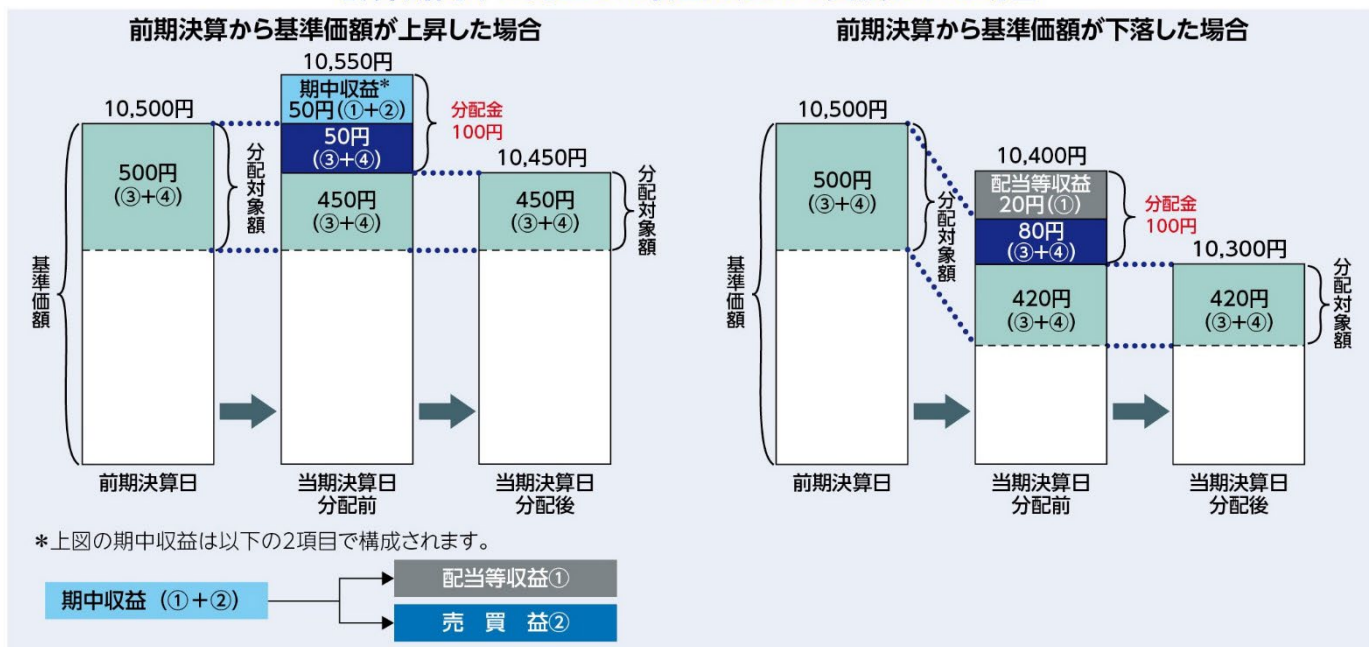 前期決算から基準価額が上昇した場合
10,500円
500円
(③+④)
分配対象額
基準価額
10,550円
期中収益*
50円(①+②)
50円
(③+④)
450円
(③+④)
分配金
100円
10,450円
450円
(③+④)
分配対象額
前期決算日
当期決算日
分配前
当期決算日
分配後
*上図の期中収益は以下の2項目で構成されます。
期中収益 (①+②)
配当等収益①
売 買 益②
前期決算から基準価額が下落した場合
10,500円
500円
(③+④)
分配対象額
基準価額
10,400円
配当等収益
20円(①)
80円
(③+④)
420円
(③+④)
分配金
100円
10,300円
420円
(③+④)
分配対象額
前期決算日
当期決算日
分配前
当期決算日
分配後